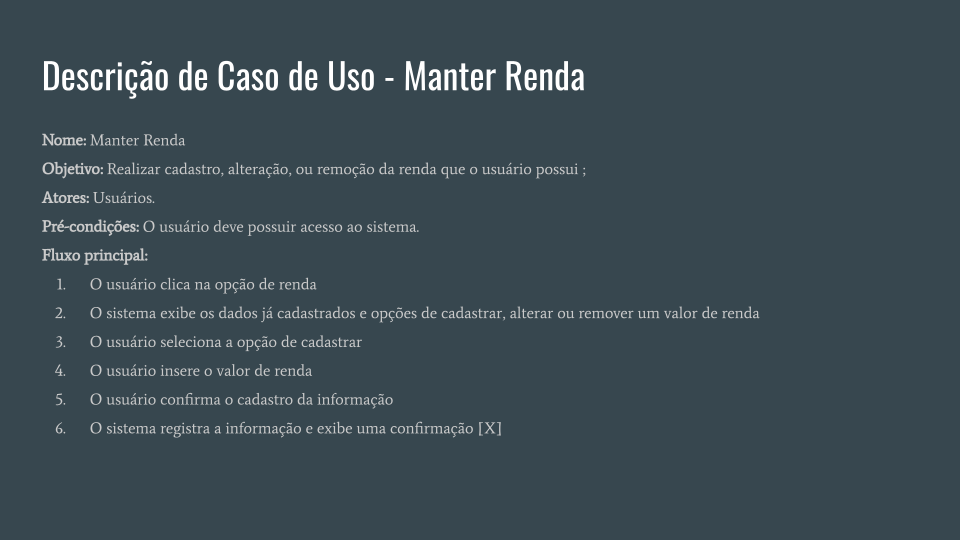 Descrição de Caso de Uso - Manter Renda
Nome: Manter Renda
Objetivo: Realizar cadastro, alteração, ou remoção da renda que o usuário possui ;
Atores: Usuários.
Pré-condições: O usuário deve possuir acesso ao sistema.
Fluxo principal:
1. O usuário clica na opção de renda
2. O sistema exibe os dados já cadastrados e opções de cadastrar, alterar ou remover um valor de renda
3. O usuário seleciona a opção de cadastrar
4. O usuário insere o valor de renda
5. O usuário confirma o cadastro da informação
6. O sistema registra a informação e exibe uma confirmação [X]